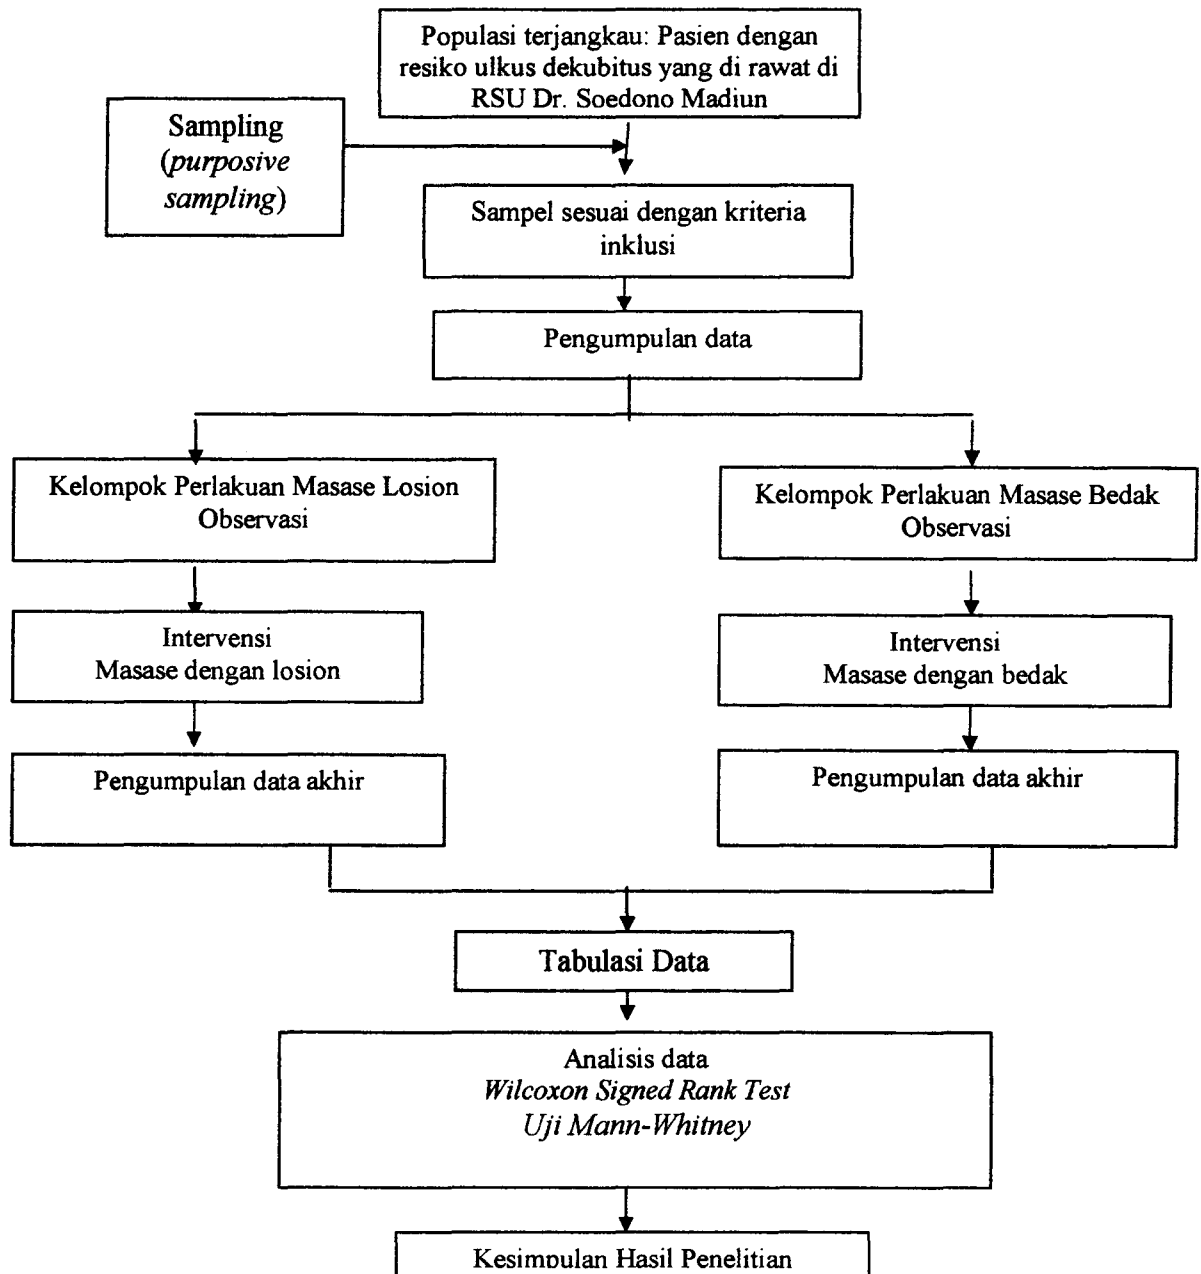 Populasi terjangkau: Pasien dengan
resiko ulkus dekubitus yang di rawat di
RSU Dr. Soedono Madiun
Sampling
(purposive
sampling)
Sampel sesuai dengan kriteria
inklusi
Pengumpulan data
Kelompok Perlakuan Masase Losion
Observasi
Kelompok Perlakuan Masase Bedak
Observasi
Intervensi
Masase dengan losion
Intervensi
Masase dengan bedak
Pengumpulan data akhir
Pengumpulan data akhir
Tabulasi Data
Analisis data
Wilcoxon Signed Rank Test
Uji Mann-Whitney
Kesimpulan Hasil Penelitian